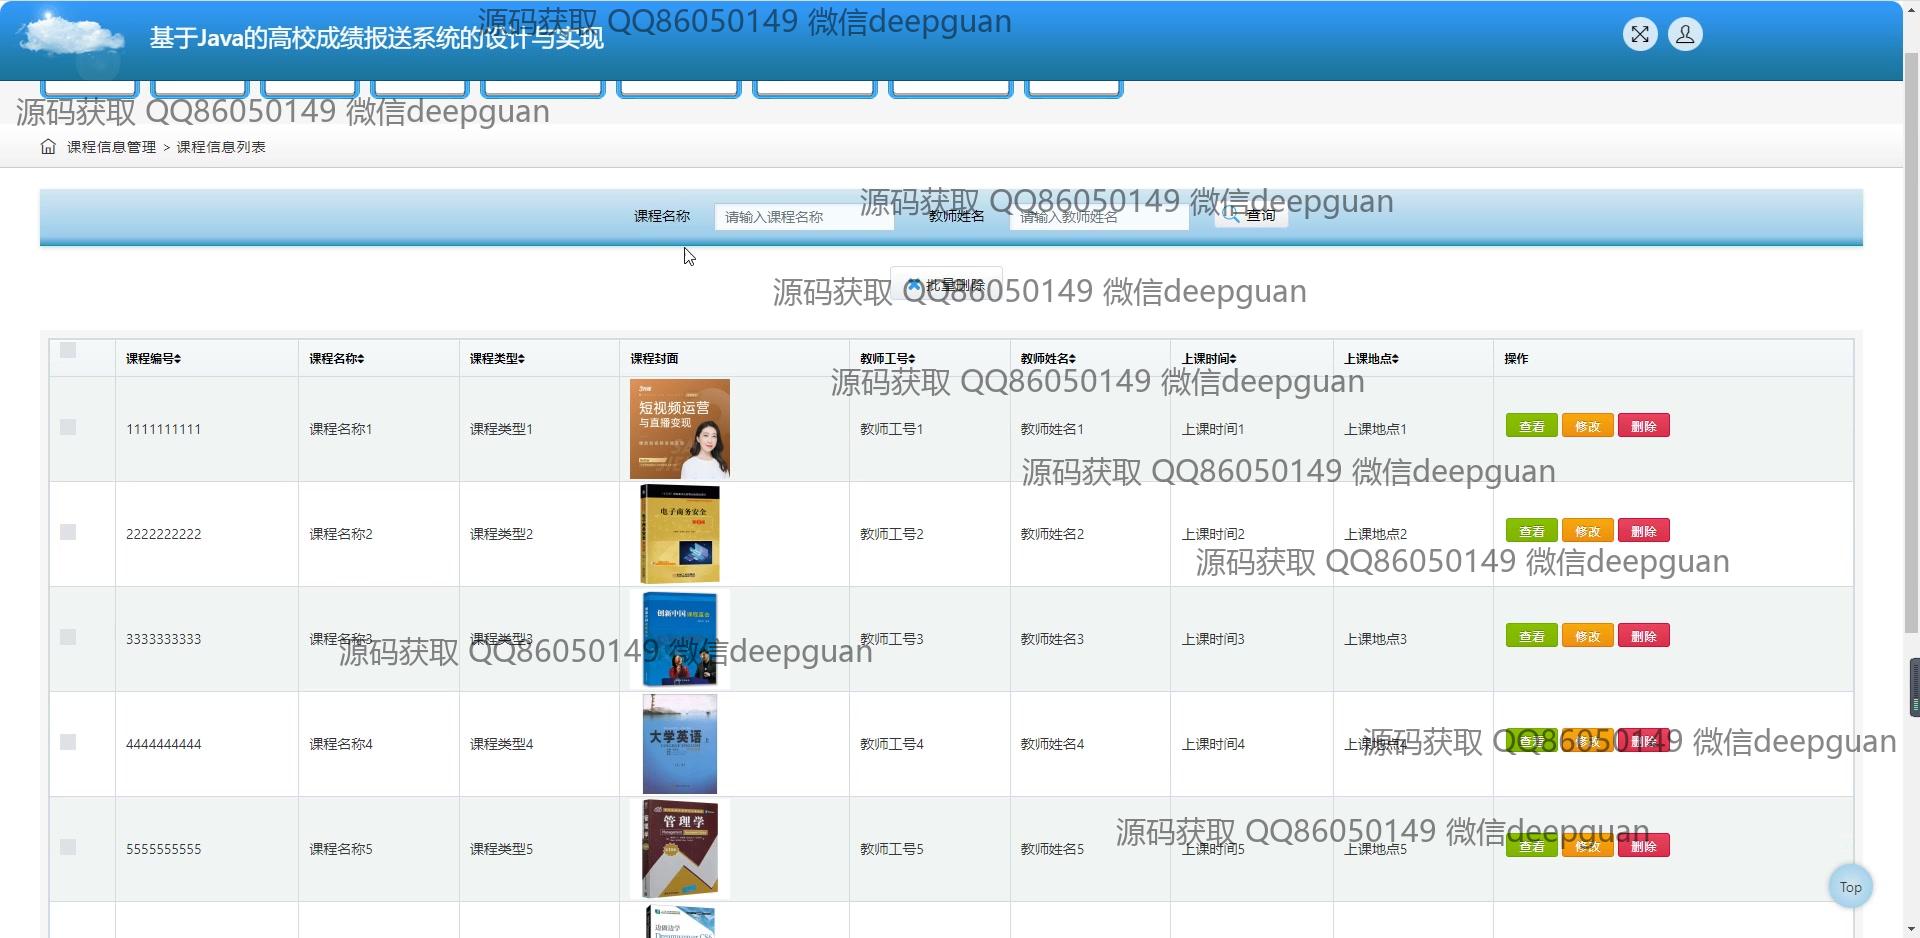 源码获取 QQ86050149 微信deepguan
基于Java的高校成绩报送系统的设计与实现
源码获取 QQ86050149 微信deepguan
课程信息管理 > 课程信息列表
源码获取 QQ86050149 微信deepguan
课程名称 请输入课程名称 教师姓名 请输入教师姓名 查询
批量删除
源码获取 QQ86050149 微信deepguan
课程编号 课程名称 课程类型 课程封面 教师工号 教师姓名 上课时间 上课地点 操作
源码获取 QQ86050149 微信deepguan
短视频运营
与直播变现
1111111111 课程名称1 课程类型1 教师工号1 教师姓名1 上课时间1 上课地点1 查看 修改 删除
源码获取 QQ86050149 微信deepguan
电子商务安全
2222222222 课程名称2 课程类型2 教师工号2 教师姓名2 上课时间2 上课地点2 查看 修改 删除
源码获取 QQ86050149 微信deepguan
创新中国
3333333333 课程名称3 课程类型3 教师工号3 教师姓名3 上课时间3 上课地点3 查看 修改 删除
源码获取 QQ86050149 微信deepguan
大学英语
4444444444 课程名称4 课程类型4 教师工号4 教师姓名4 上课时间4 上课地点4 查看 修改 删除
源码获取 QQ86050149 微信deepguan
管理学
5555555555 课程名称5 课程类型5 教师工号5 教师姓名5 上课时间5 上课地点5 查看 修改 删除
源码获取 QQ86050149 微信deepguan
Top
边做边学